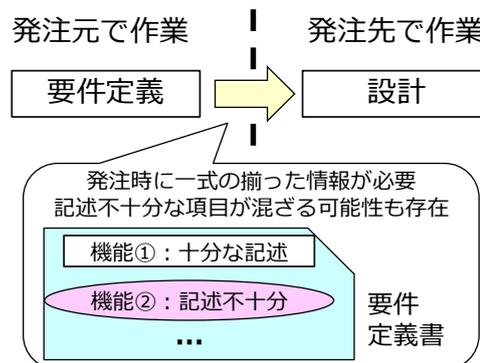 発注元で作業
発注先で作業
要件定義
設計
発注時に一式の揃った情報が必要
記述不十分な項目が混ざる可能性も存在
機能①：十分な記述
機能②：記述不十分
…
要件
定義書